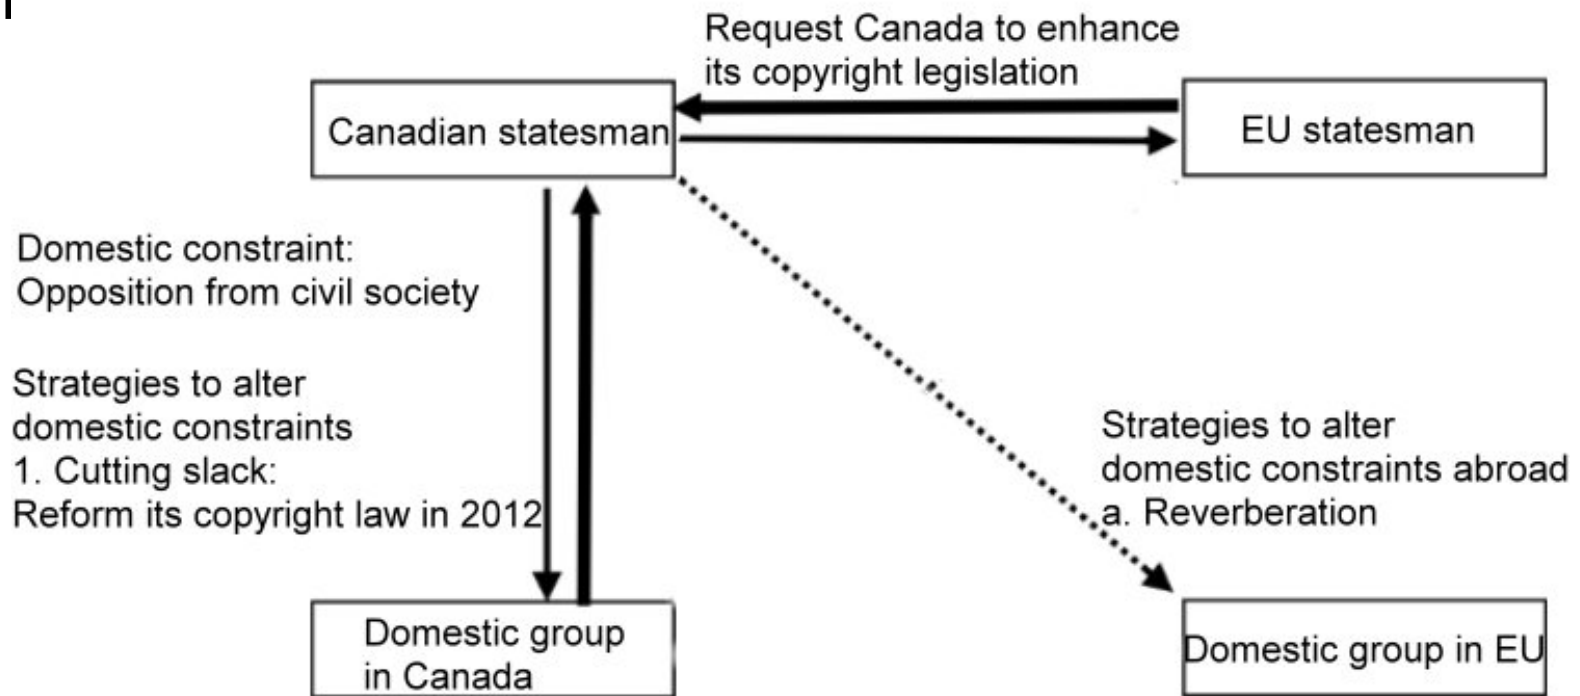 Request Canada to enhance
its copyright legislation
Canadian statesman
EU statesman
Domestic constraint:
Opposition from civil society
Strategies to alter
domestic constraints
1. Cutting slack:
Reform its copyright law in 2012
Strategies to alter
domestic constraints abroad
a. Reverberation
Domestic group
in Canada
Domestic group in EU